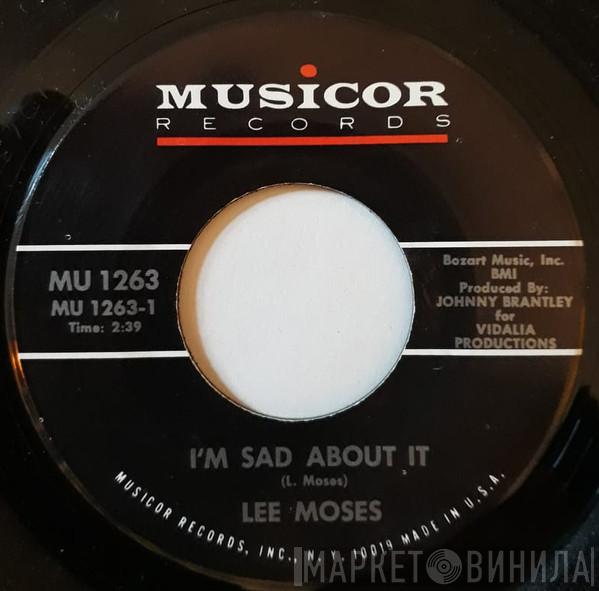 MUSICOR
RECORDS
MU 1263
MU 1263-1
Time: 2:39
Bozart Music, Inc.
BMI
Produced By:
JOHNNY BRANTLEY
for
VIDALIA
PRODUCTIONS
I'M SAD ABOUT IT
(L. Moses)
LEE MOSES
MUSICOR RECORDS, INC., N.Y. 10019 MADE IN U.S.A.
МАРКЕТ ВИНИЛА